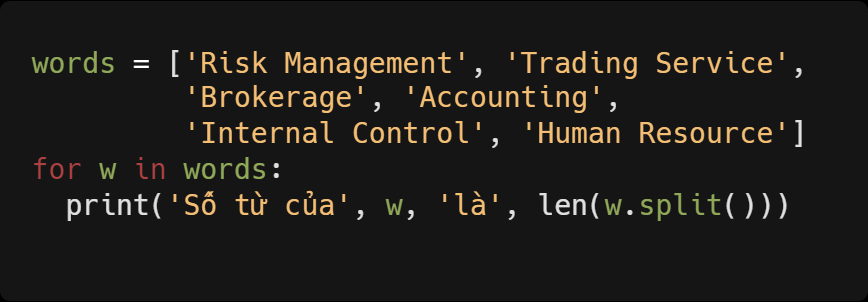 words = ['Risk Management', 'Trading Service',
         'Brokerage', 'Accounting',
         'Internal Control', 'Human Resource']
for w in words:
  print('Số từ của', w, 'là', len(w.split()))